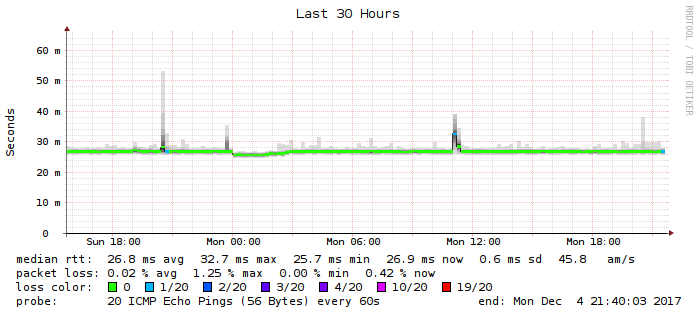 Last 30 Hours
RRDTOOL / TOBI OETIKER
Seconds
60 m
50 m
40 m
30 m
20 m
10 m
0
Sun 18:00 Mon 00:00 Mon 06:00 Mon 12:00 Mon 18:00
median rtt: 26.8 ms avg 32.7 ms max 25.7 ms min 26.9 ms now 0.6 ms sd 45.8 am/s
packet loss: 0.02 % avg 1.25 % max 0.00 % min 0.42 % now
loss color: 0 1/20 2/20 3/20 4/20 10/20 19/20
probe: 20 ICMP Echo Pings (56 Bytes) every 60s end: Mon Dec 4 21:40:03 2017